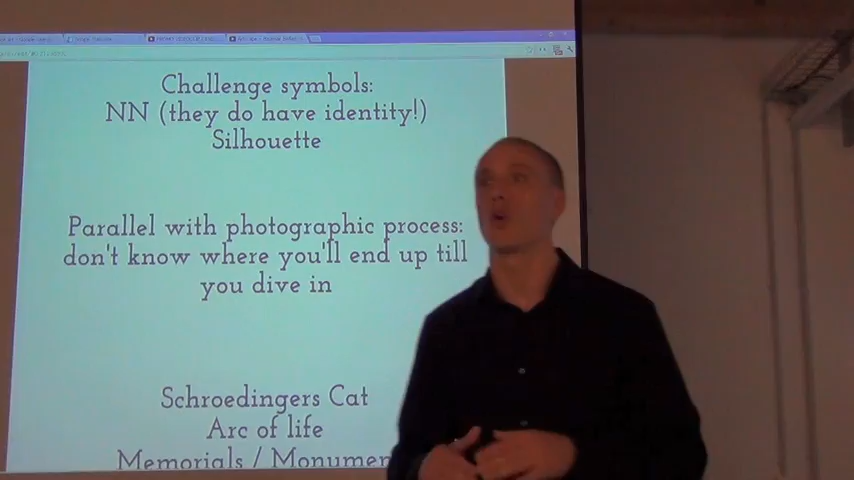 Challenge symbols:
NN (they do have identity!)
Silhouette
Parallel with photographic process:
don't know where you'll end up till
you dive in
Schroedingers Cat
Arc of life
Memorials / Monumen